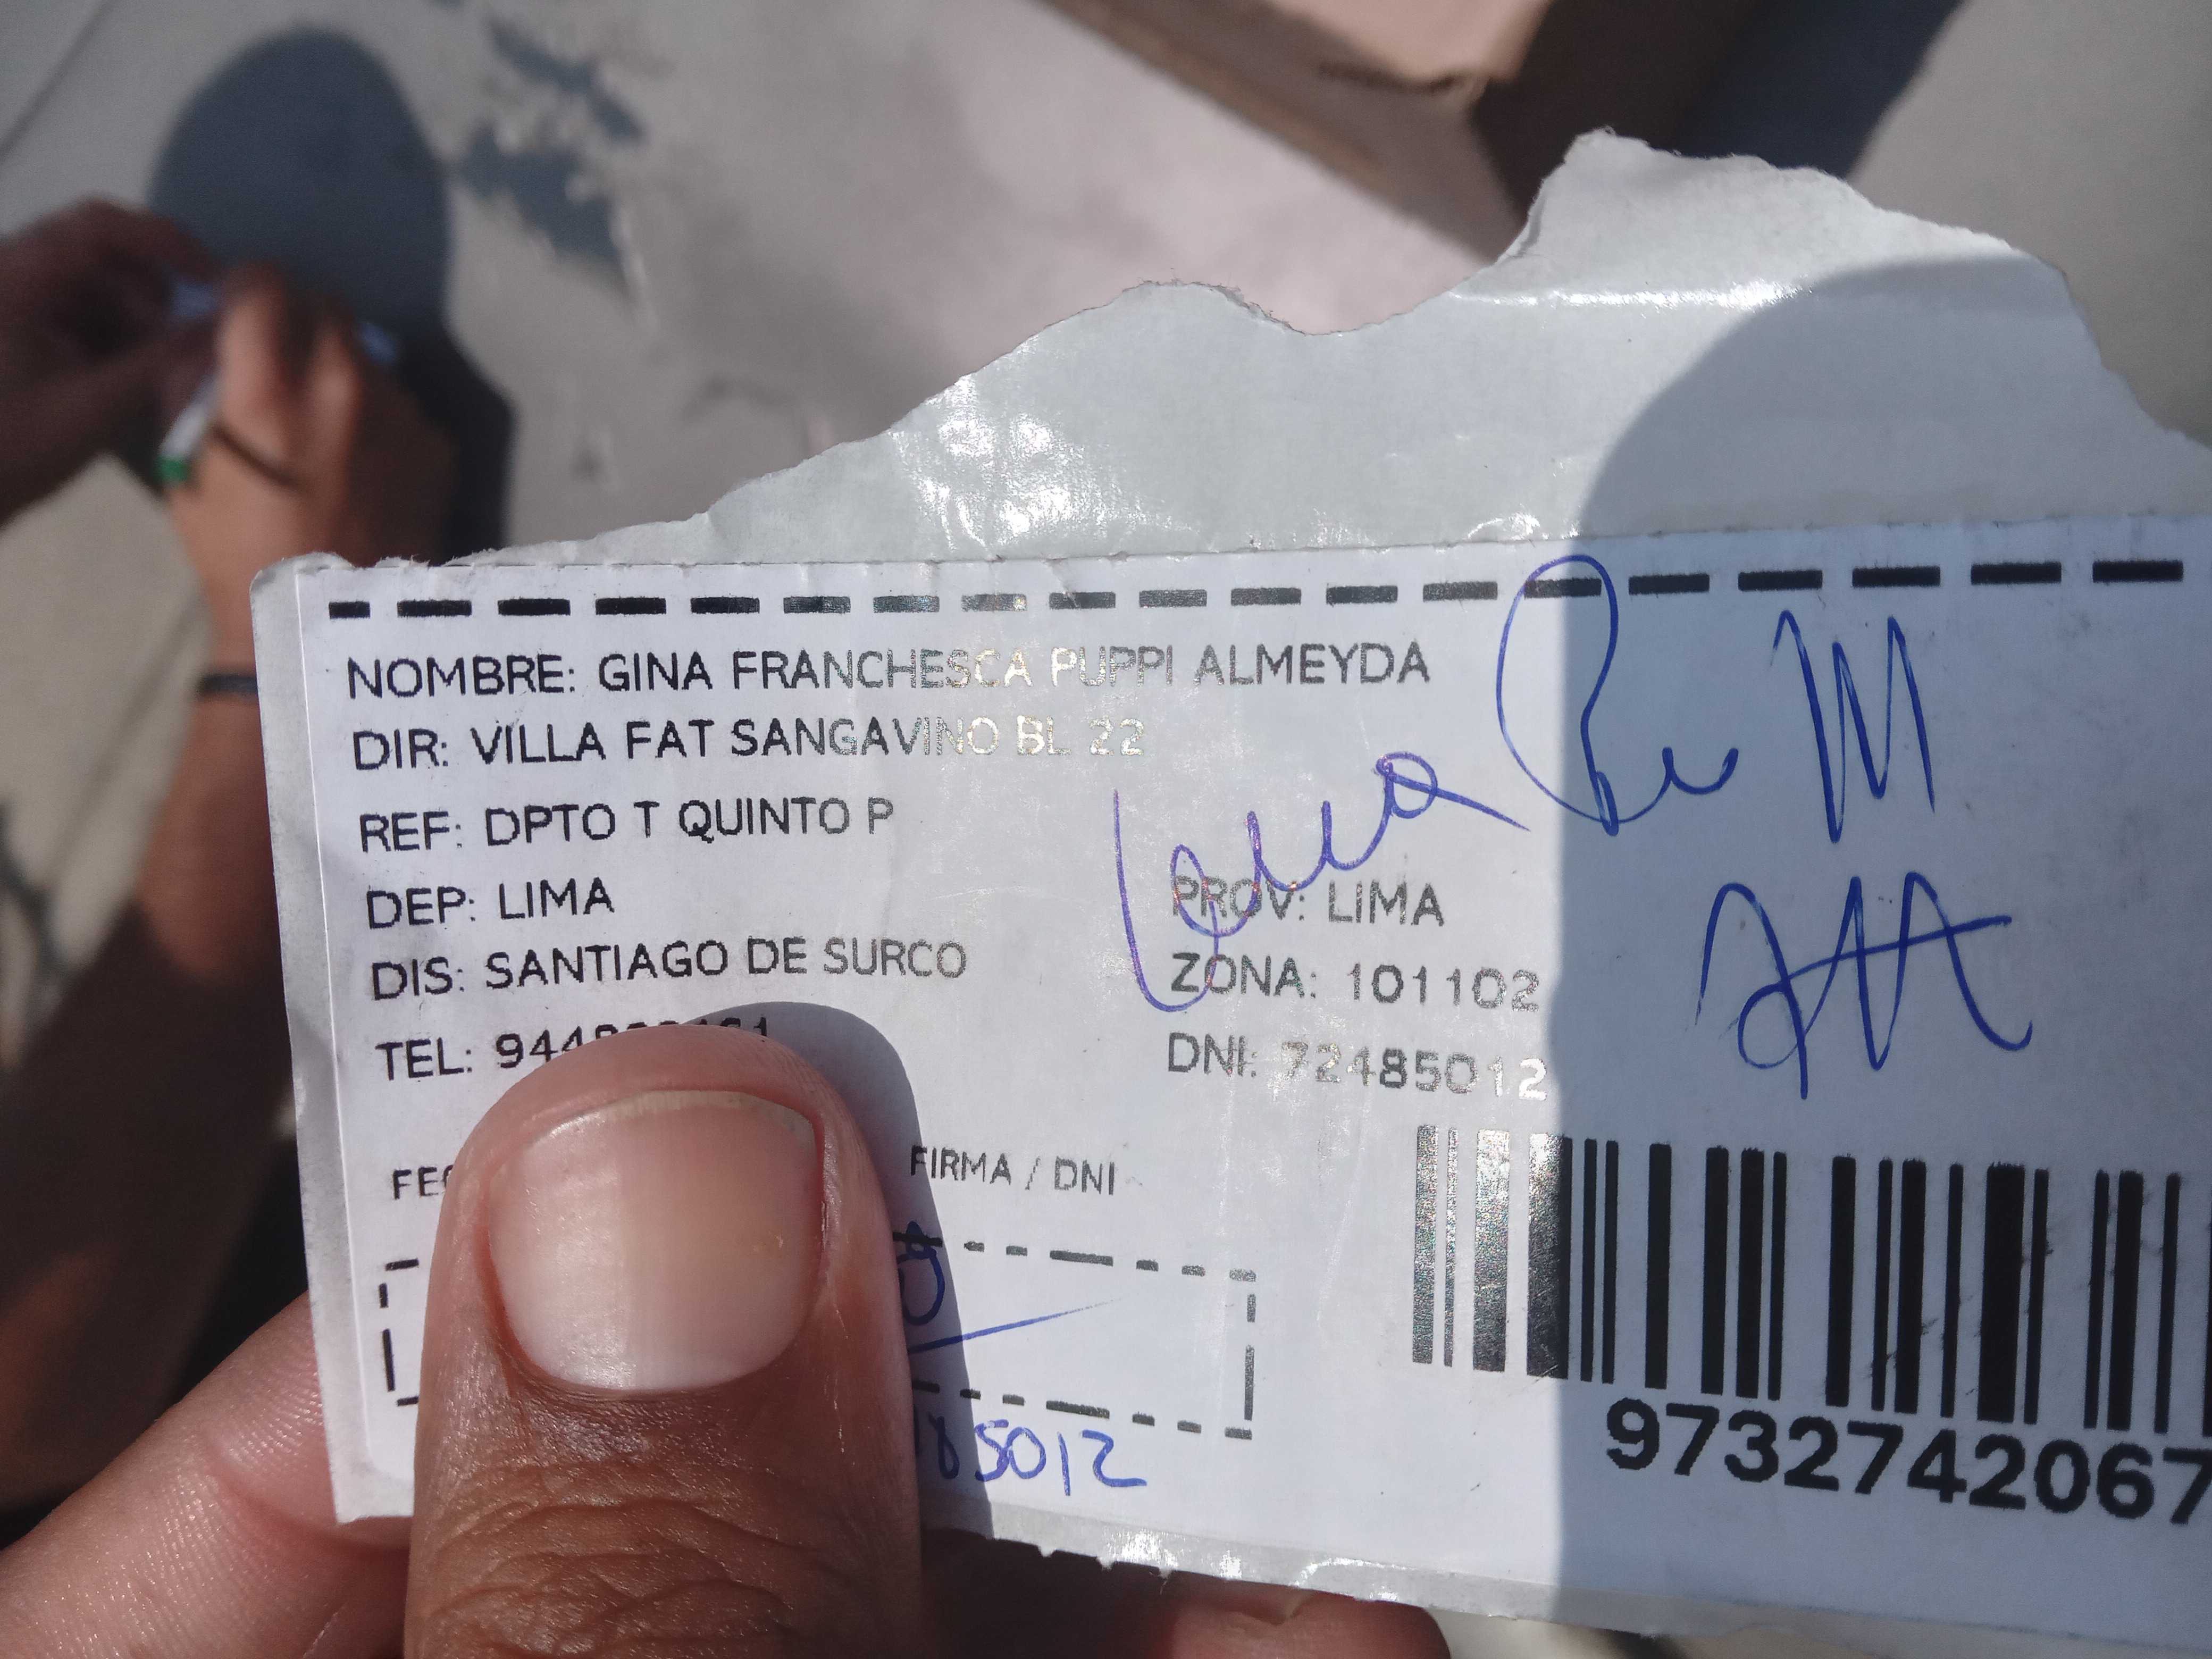 NOMBRE: GINA FRANCHESCA PUPPI ALMEYDA
DIR: VILLA FAT SANGAVINO BL 22
REF: DPTO T QUINTO P
DEP: LIMA
PROV: LIMA
DIS: SANTIAGO DE SURCO
ZONA: 101102
TEL:
DNI: 72485012
FIRMA / DNI
85012
9732742067